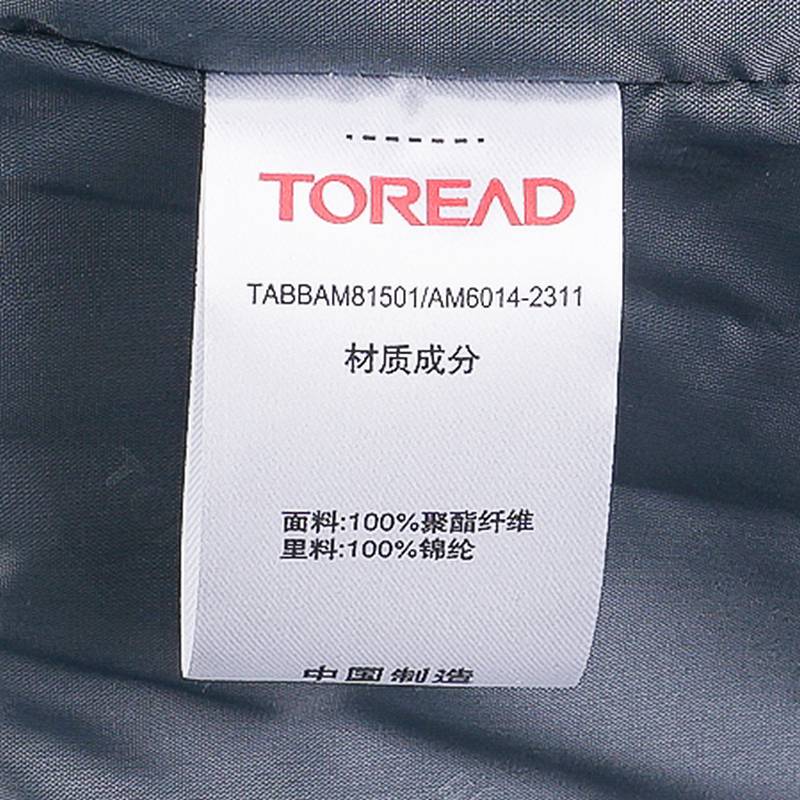 TOREAD
TABBAM81501/AM6014-2311
材质成分
面料:100%聚酯纤维
里料:100%锦纶
中国制造